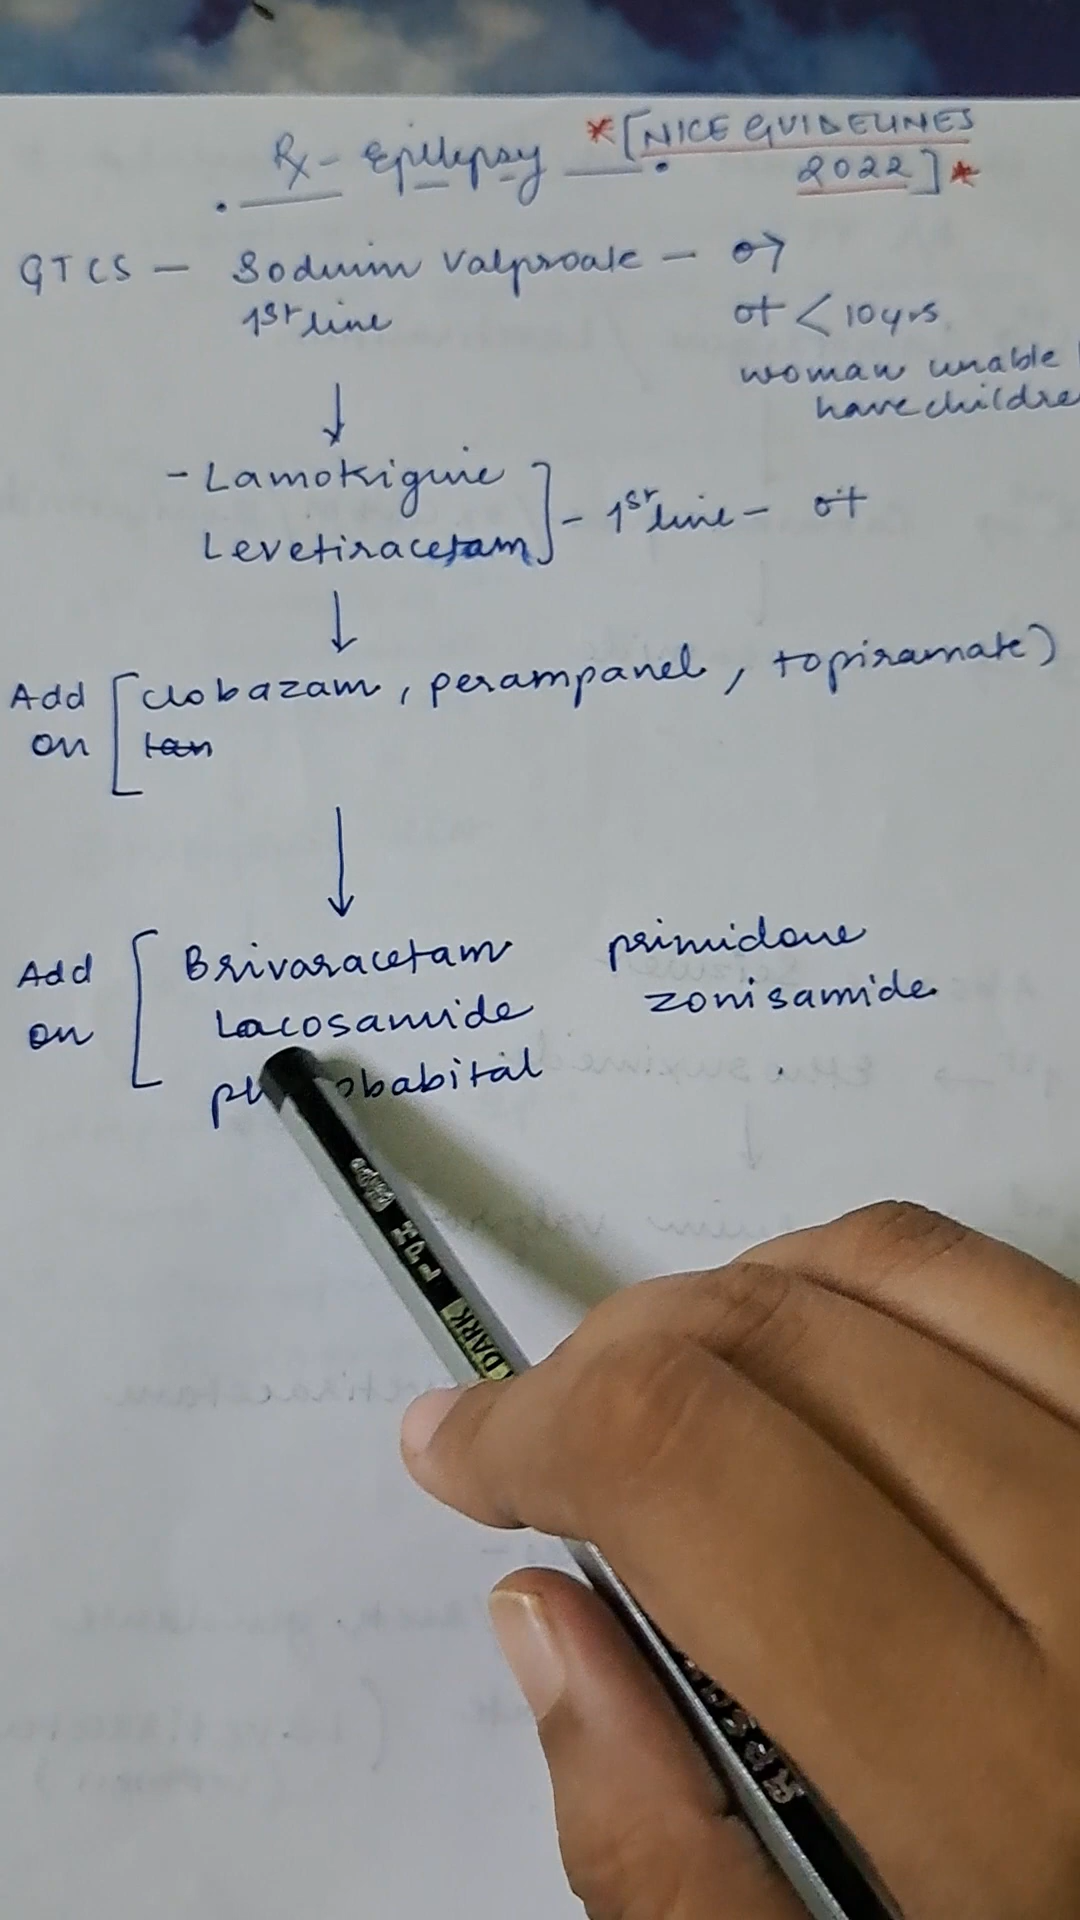 Rx - Epilepsy *[NICE GUIDELINES
2022]*
GTCS - Sodium Valproate - ♂
1st line ♀ < 10yrs
woman unable
have childre
- Lamotrigine
Levetiracetam ] - 1st line - ♀
Add on [ clobazam, perampanel, topiramate)
Add on [ Brivaracetam primidone
Lacosamide zonisamide
DARK